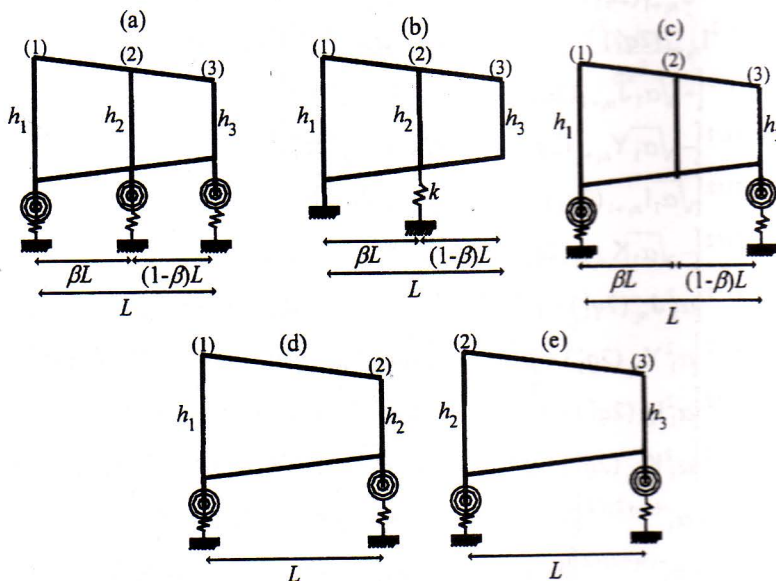 (a)
(1)
(2)
(3)
h₁
h₂
h₃
βL
(1-β)L
L
(b)
(1)
(2)
(3)
h₁
h₂
h₃
k
βL
(1-β)L
L
(c)
(1)
(2)
(3)
h₁
βL
(1-β)L
L
(d)
(1)
(2)
h₁
h₂
L
(e)
(2)
(3)
h₂
h₃
L